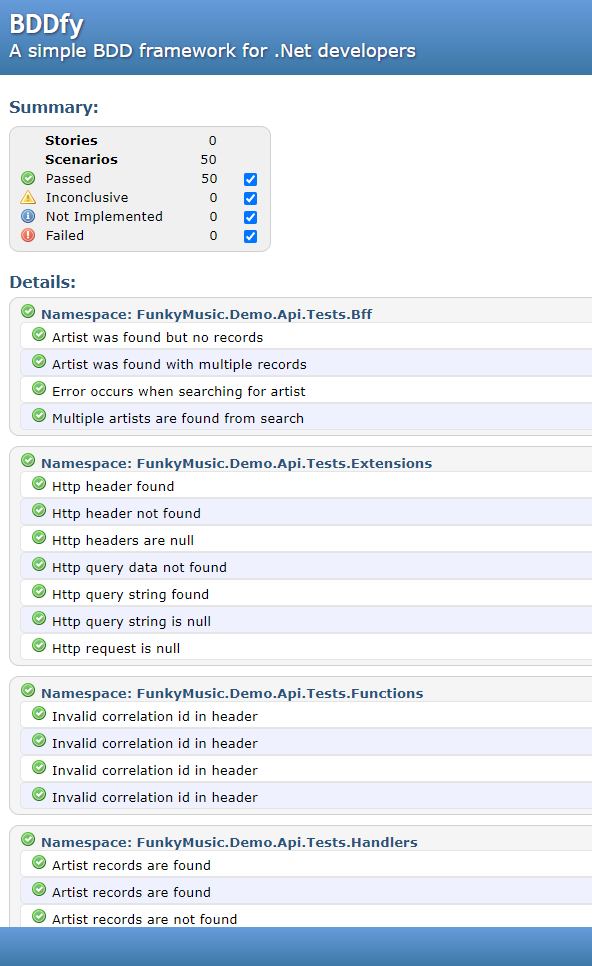 BDDfy
A simple BDD framework for .Net developers
Summary:
Stories 0
Scenarios 50
Passed 50
Inconclusive 0
Not Implemented 0
Failed 0
Details:
Namespace: FunkyMusic.Demo.Api.Tests.Bff
Artist was found but no records
Artist was found with multiple records
Error occurs when searching for artist
Multiple artists are found from search
Namespace: FunkyMusic.Demo.Api.Tests.Extensions
Http header found
Http header not found
Http headers are null
Http query data not found
Http query string found
Http query string is null
Http request is null
Namespace: FunkyMusic.Demo.Api.Tests.Functions
Invalid correlation id in header
Invalid correlation id in header
Invalid correlation id in header
Invalid correlation id in header
Namespace: FunkyMusic.Demo.Api.Tests.Handlers
Artist records are found
Artist records are found
Artist records are not found